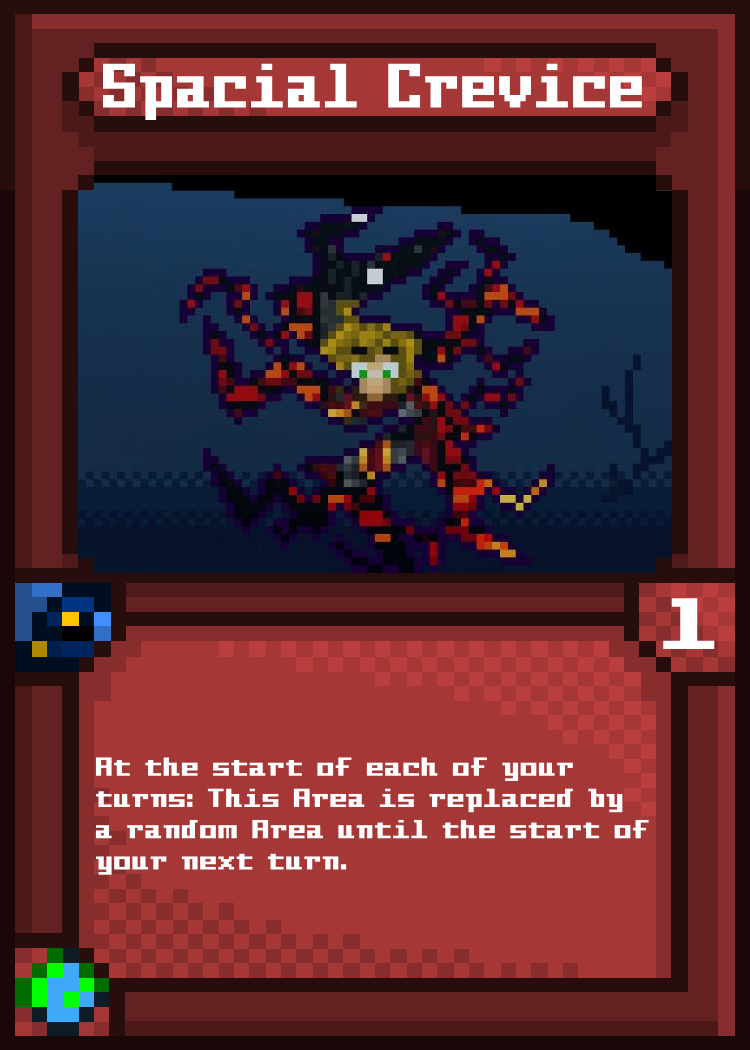 Spacial Crevice
1
At the start of each of your
turns: This Area is replaced by
a random Area until the start of
your next turn.